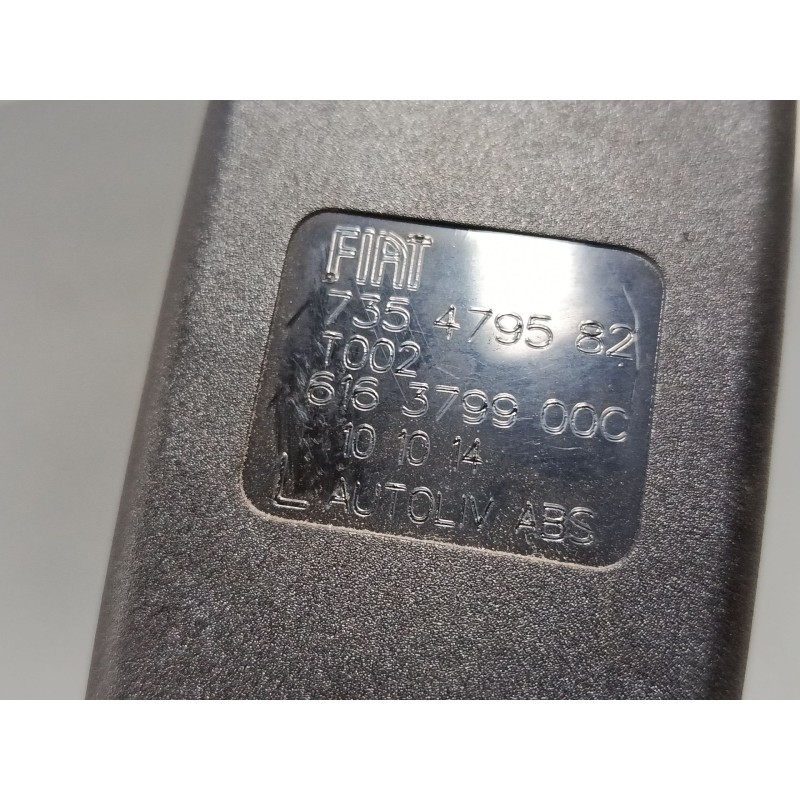 FIAT
735 4795 82
T002
616 3799 00C
10 10 14
L AUTOLIV ABS